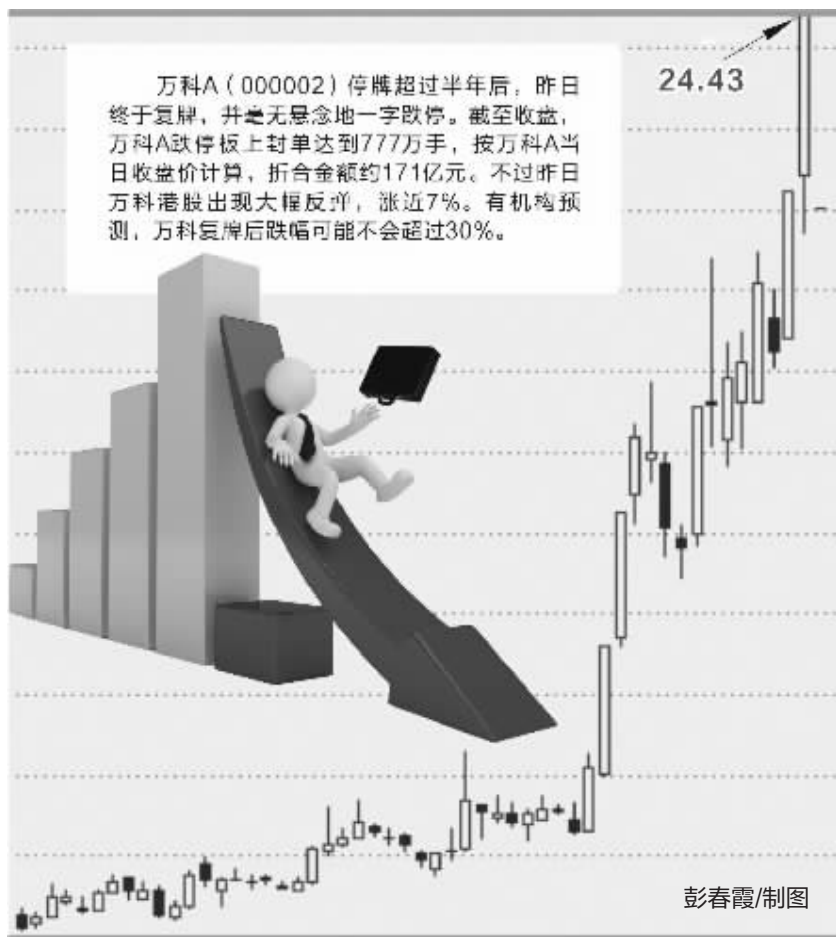 万科A（000002）停牌超过半年后，昨日
终于复牌，并毫无悬念地一字跌停。截至收盘，
万科A跌停板上封单达到777万手，按万科A当
日收盘价计算，折合金额约171亿元。不过昨日
万科港股出现大幅反弹，涨近7%。有机构预
测，万科复牌后跌幅可能不会超过30%。
24.43
彭春霞/制图